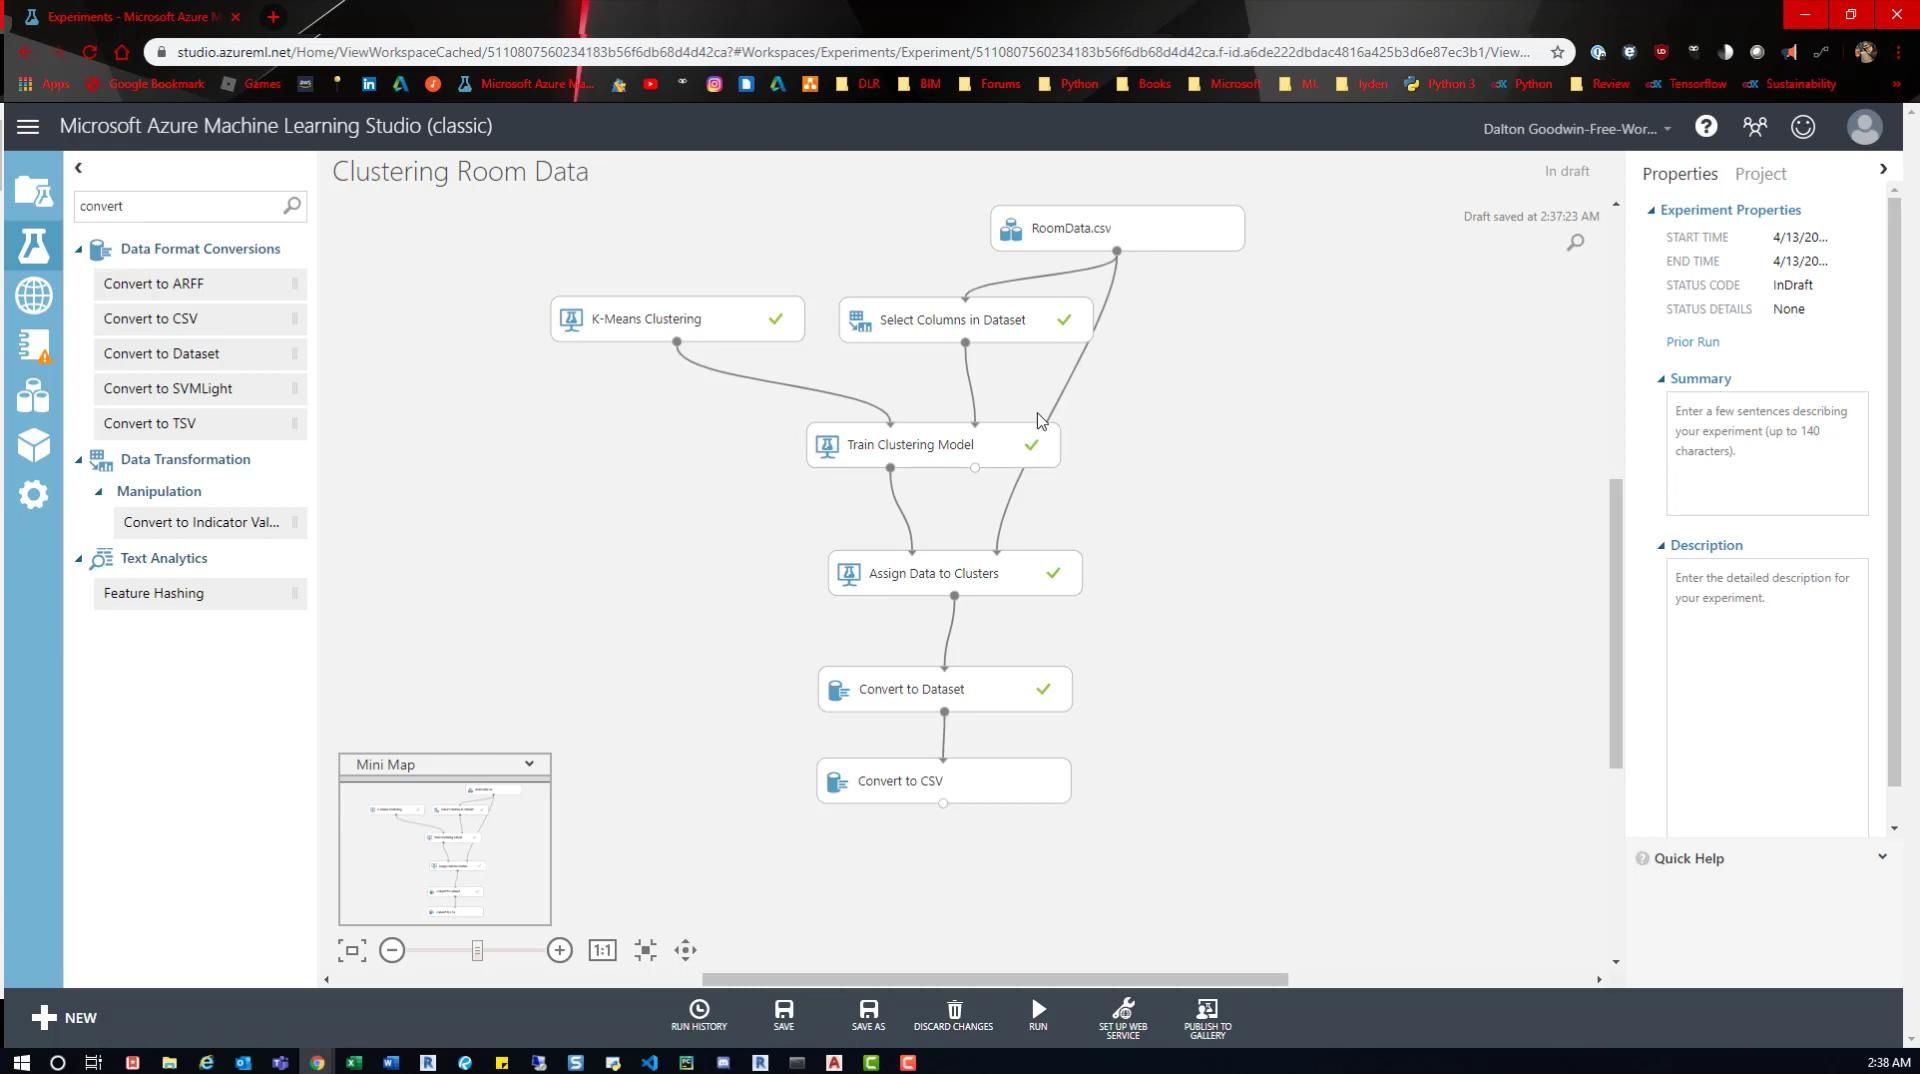 Experiments - Microsoft Azure M
studio.azureml.net/Home/ViewWorkspaceCached/5110807560234183b56f6db68d4d42ca?#Workspaces/Experiments/Experiment/5110807560234183b56f6db68d4d42ca.f-id.a6de222dbdac4816a425b3d6e87ec3b1/View...
Apps Google Bookmark Games Microsoft Azure Ma... DLR BIM Forums Python Books Microsoft ML Iyden Python 3 Python Review Tensorflow Sustainability »
Microsoft Azure Machine Learning Studio (classic)
Dalton Goodwin-Free-Wor...
convert
Data Format Conversions
Convert to ARFF
Convert to CSV
Convert to Dataset
Convert to SVMLight
Convert to TSV
Data Transformation
Manipulation
Convert to Indicator Val...
Text Analytics
Feature Hashing
Clustering Room Data
In draft
Draft saved at 2:37:23 AM
RoomData.csv
K-Means Clustering
Select Columns in Dataset
Train Clustering Model
Assign Data to Clusters
Convert to Dataset
Convert to CSV
Mini Map
1:1
Properties Project
Experiment Properties
START TIME 4/13/20...
END TIME 4/13/20...
STATUS CODE InDraft
STATUS DETAILS None
Prior Run
Summary
Enter a few sentences describing
your experiment (up to 140
characters).
Description
Enter the detailed description for
your experiment.
Quick Help
NEW
RUN HISTORY
SAVE
SAVE AS
DISCARD CHANGES
RUN
SET UP WEB
SERVICE
PUBLISH TO
GALLERY
2:38 AM